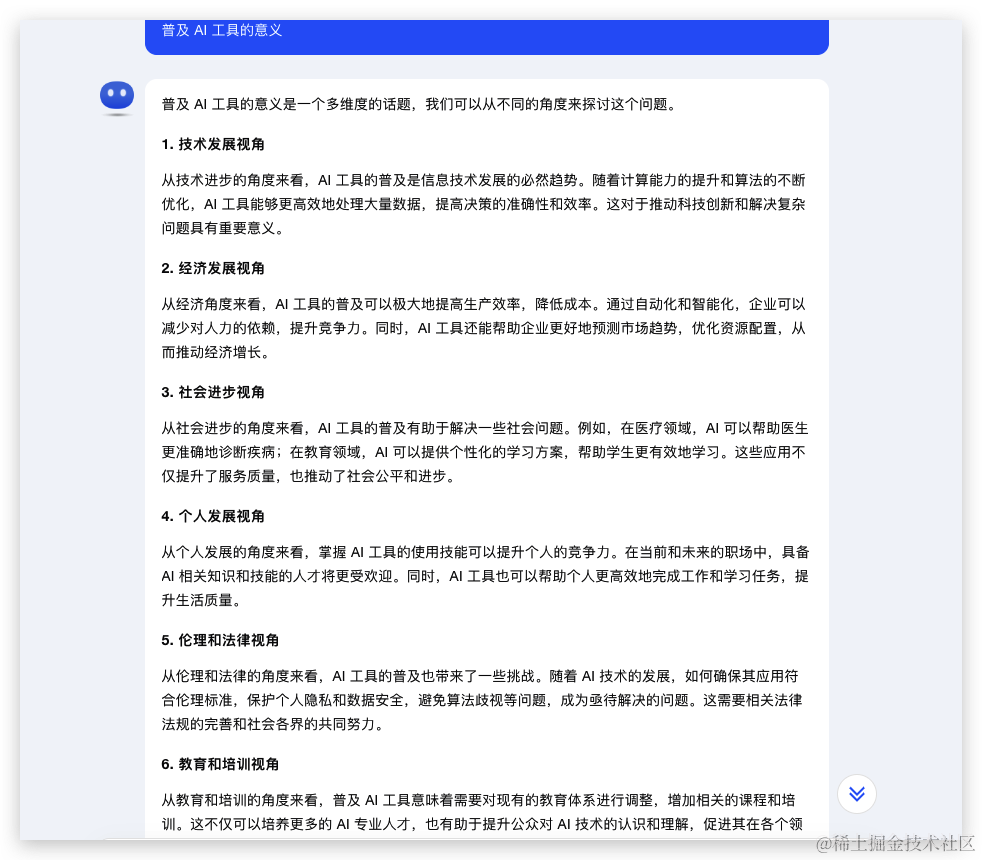 普及 AI 工具的意义
普及 AI 工具的意义是一个多维度的话题，我们可以从不同的角度来探讨这个问题。
1. 技术发展视角
从技术进步的角度来看，AI 工具的普及是信息技术发展的必然趋势。随着计算能力的提升和算法的不断
优化，AI 工具能够更高效地处理大量数据，提高决策的准确性和效率。这对于推动科技创新和解决复杂
问题具有重要意义。
2. 经济发展视角
从经济角度来看，AI 工具的普及可以极大地提高生产效率，降低成本。通过自动化和智能化，企业可以
减少对人力的依赖，提升竞争力。同时，AI 工具还能帮助企业更好地预测市场趋势，优化资源配置，从
而推动经济增长。
3. 社会进步视角
从社会进步的角度来看，AI 工具的普及有助于解决一些社会问题。例如，在医疗领域，AI 可以帮助医生
更准确地诊断疾病；在教育领域，AI 可以提供个性化的学习方案，帮助学生更有效地学习。这些应用不
仅提升了服务质量，也推动了社会公平和进步。
4. 个人发展视角
从个人发展的角度来看，掌握 AI 工具的使用技能可以提升个人的竞争力。在当前和未来的职场中，具备
AI 相关知识和技能的人才将更受欢迎。同时，AI 工具也可以帮助个人更高效地完成工作和学习任务，提
升生活质量。
5. 伦理和法律视角
从伦理和法律的角度来看，AI 工具的普及也带来了一些挑战。随着 AI 技术的发展，如何确保其应用符
合伦理标准，保护个人隐私和数据安全，避免算法歧视等问题，成为亟待解决的问题。这需要相关法律
法规的完善和社会各界的共同努力。
6. 教育和培训视角
从教育和培训的角度来看，普及 AI 工具意味着需要对现有的教育体系进行调整，增加相关的课程和培
训。这不仅可以培养更多的 AI 专业人才，也有助于提升公众对 AI 技术的认识和理解，促进其在各个领
@稀土掘金技术社区